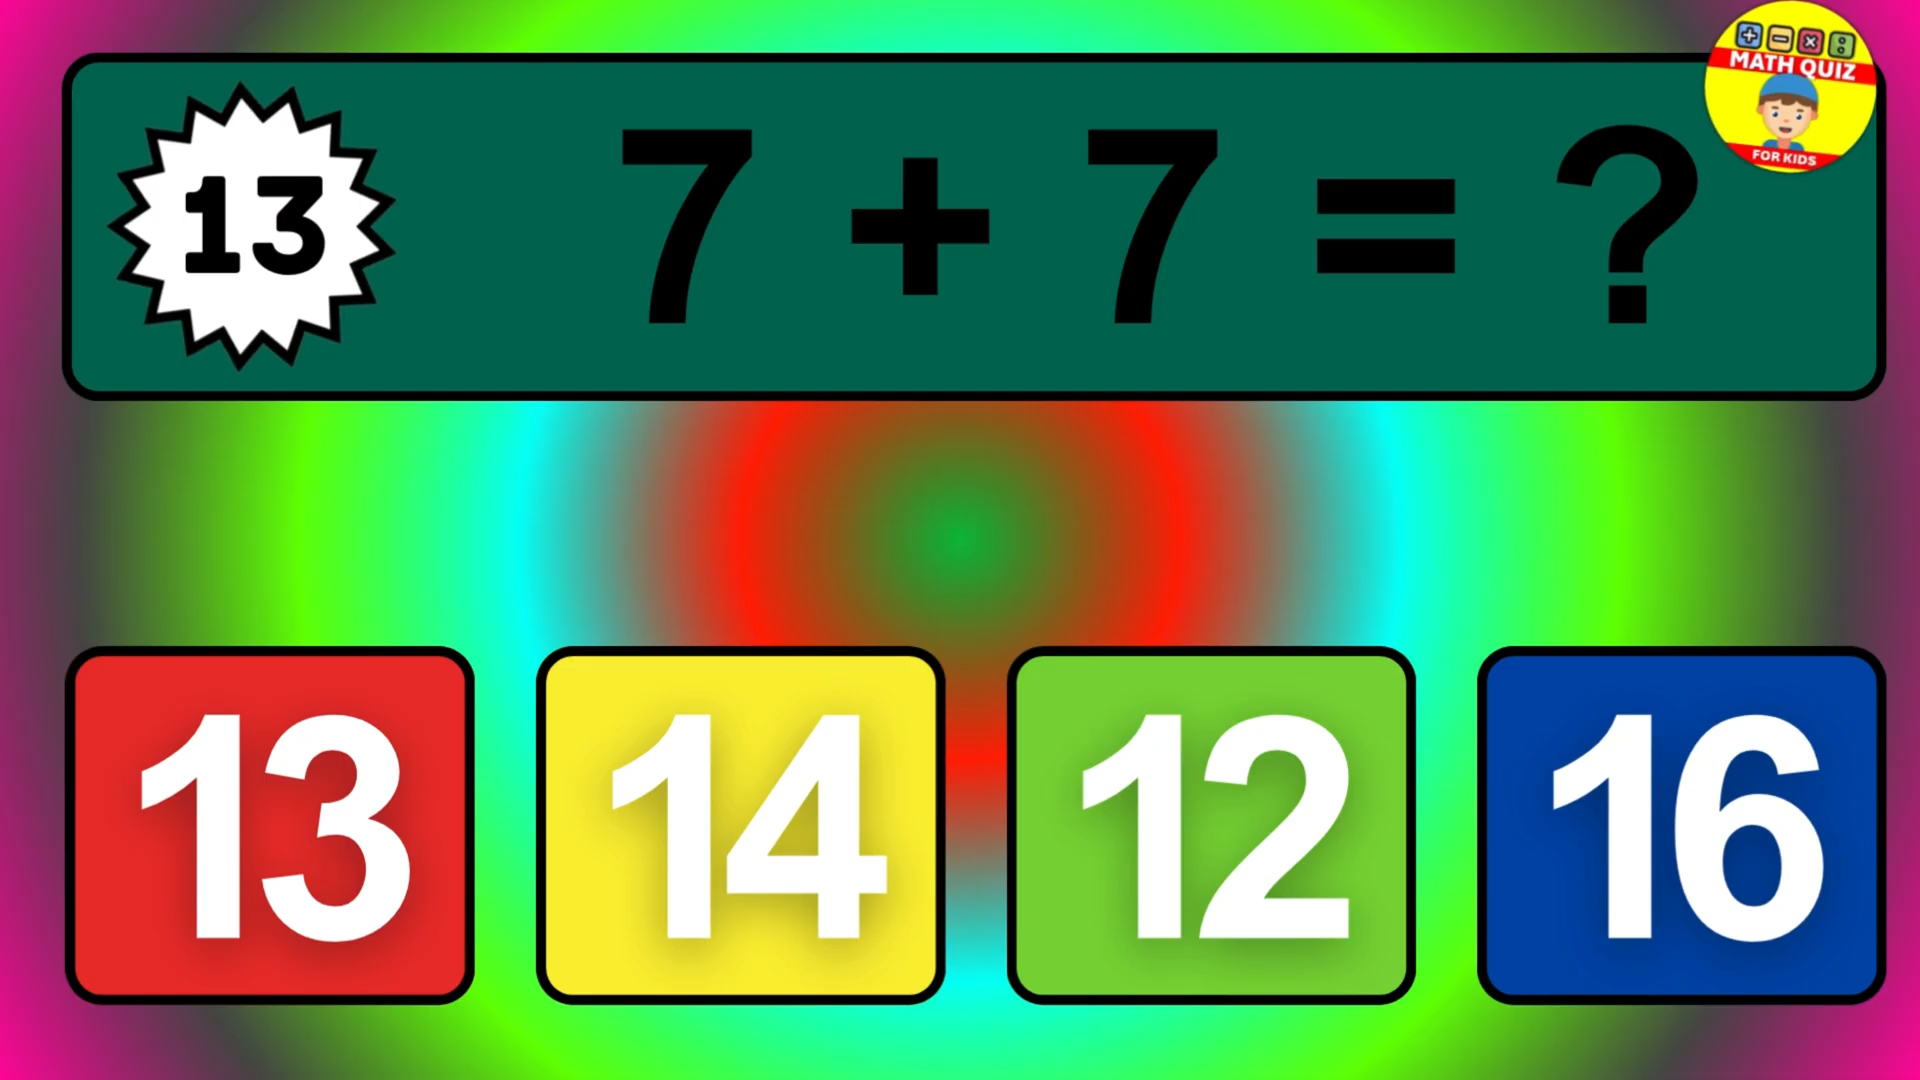 13 7 + 7 = ?
+ − × :
MATH QUIZ
FOR KIDS
13 14 12 16